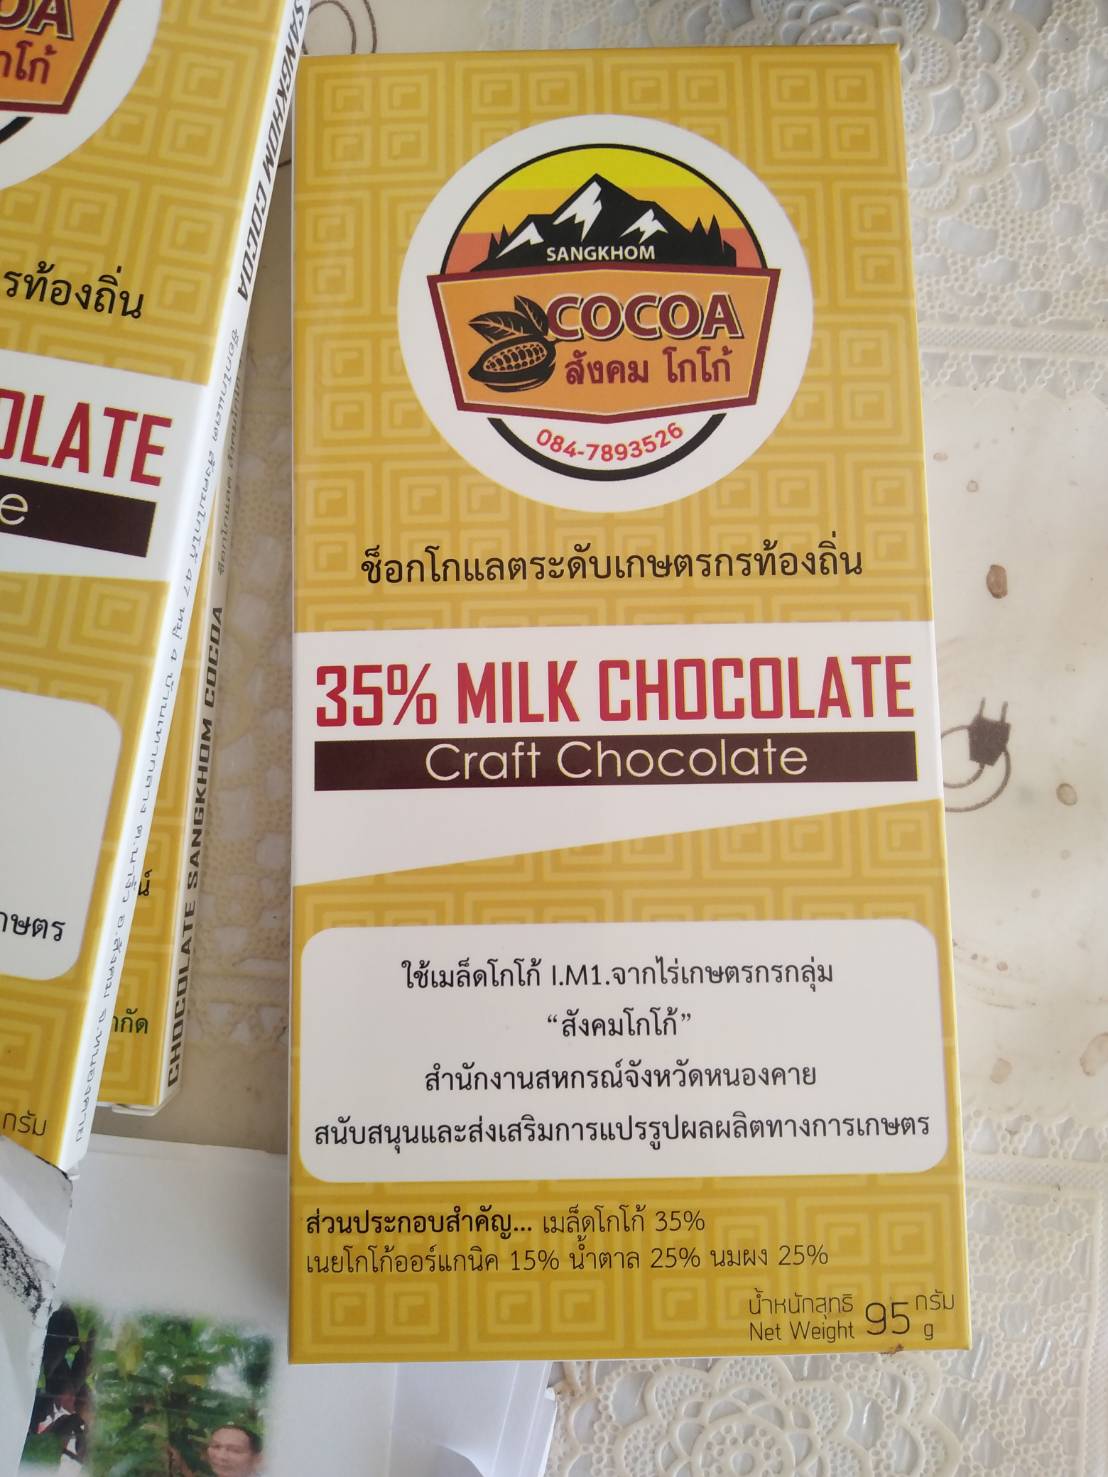 COA
กโก้
รท้องถิ่น
OLATE
e
าษตร
กรัม
SANGKHOM COCOA
CHOCOLATE SANGKHOM COCOA
SANGKHOM
COCOA
สังคม โกโก้
084-7893526
ช็อกโกแลตระดับเกษตรกรท้องถิ่น
35% MILK CHOCOLATE
Craft Chocolate
ใช้เมล็ดโกโก้ I.M1.จากไร่เกษตรกรกลุ่ม
“สังคมโกโก้”
สำนักงานสหกรณ์จังหวัดหนองคาย
สนับสนุนและส่งเสริมการแปรรูปผลผลิตทางการเกษตร
ส่วนประกอบสำคัญ... เมล็ดโกโก้ 35%
เนยโกโก้ออร์แกนิค 15% น้ำตาล 25% นมผง 25%
น้ำหนักสุทธิ 95 กรัม
Net Weight g